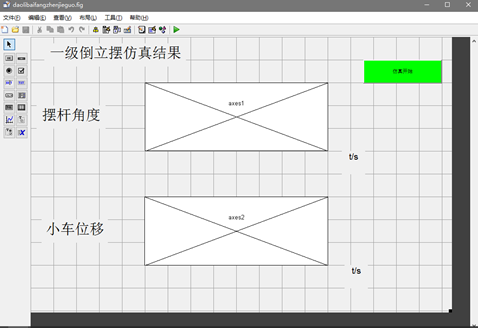 daolibaifangzhenjieguo.fig
文件(F) 编辑(E) 查看(V) 布局(L) 工具(T) 帮助(H)
一级倒立摆仿真结果
仿真开始
axes1
摆杆角度
t/s
axes2
小车位移
t/s